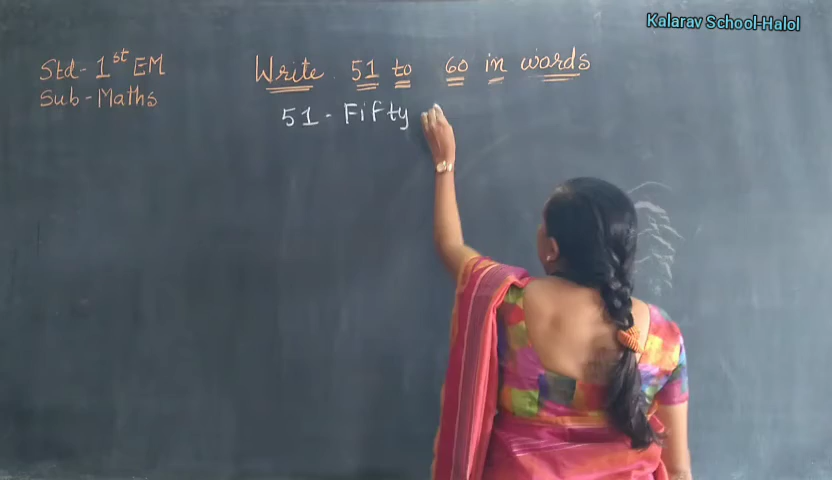 Kalarav School-Halol
Std- 1st EM
Sub-Maths
Write 51 to 60 in words
51 - Fifty